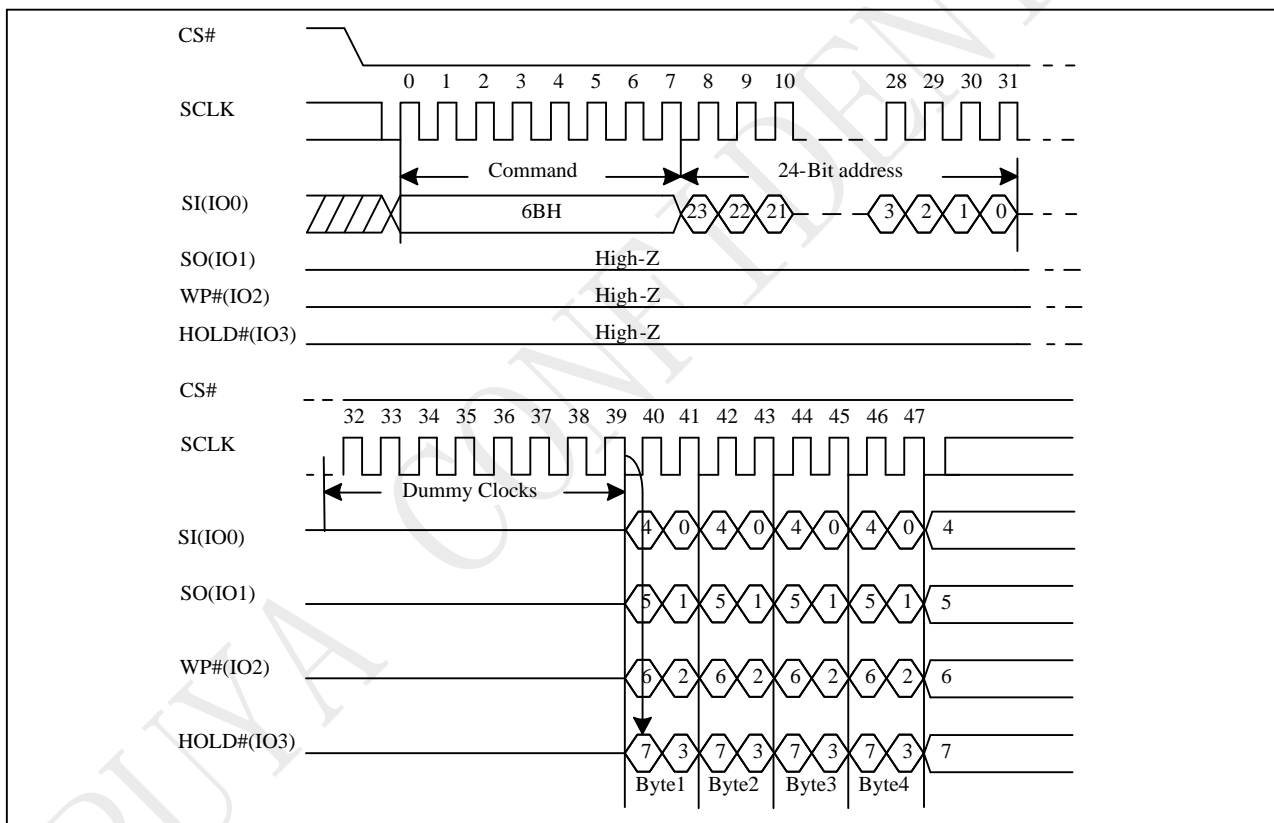 CS#
0 1 2 3 4 5 6 7 8 9 10 28 29 30 31
SCLK
Command 24-Bit address
SI(IO0) 6BH 23 22 21 3 2 1 0
SO(IO1) High-Z
WP#(IO2) High-Z
HOLD#(IO3) High-Z
CS#
32 33 34 35 36 37 38 39 40 41 42 43 44 45 46 47
SCLK
Dummy Clocks
SI(IO0) 4 0 4 0 4 0 4 0 4
SO(IO1) 5 1 5 1 5 1 5 1 5
WP#(IO2) 6 2 6 2 6 2 6 2 6
HOLD#(IO3) 7 3 7 3 7 3 7 3 7
Byte1 Byte2 Byte3 Byte4
PUYA CONFIDENT